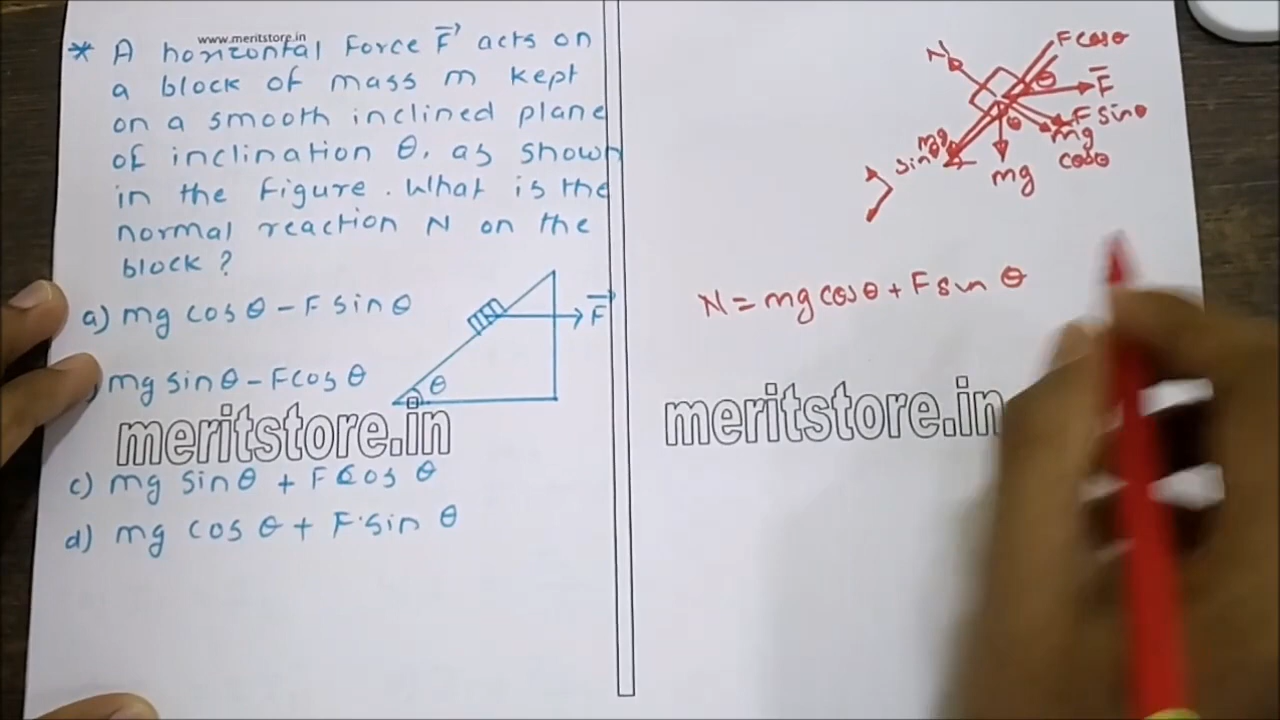 www.meritstore.in
* A horizontal Force F⃗ acts on
a block of mass m kept
on a smooth inclined plane
of inclination θ, as shown
in the Figure. What is the
normal reaction N on the
block?
a) mg cos θ - F sin θ
) mg sin θ - F cos θ
meritstore.in
c) mg sin θ + F cos θ
d) mg cos θ + F sin θ
θ
F⃗
N
F cos θ
θ
F⃗
F sin θ
θ
mg
sin θ
mg
mg
cos θ
N = mg cos θ + F sin θ
meritstore.in